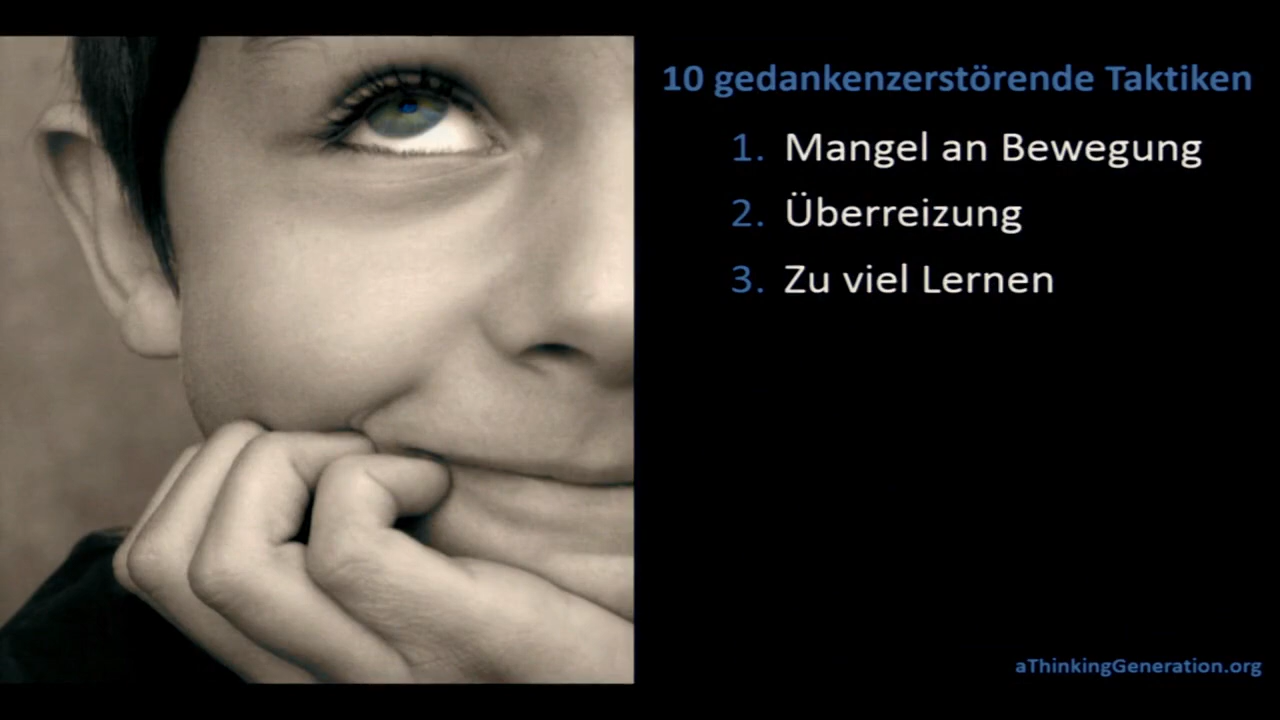 10 gedankenzerstörende Taktiken
1. Mangel an Bewegung
2. Überreizung
3. Zu viel Lernen
aThinkingGeneration.org